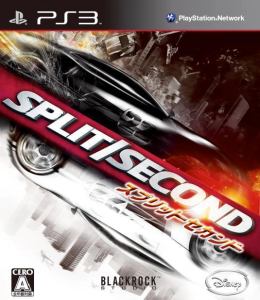 PS3
PlayStation®Network
SPLIT/SECOND
スプリットセカンド
CERO
A
BLACKROCK
STUDIO
Disney